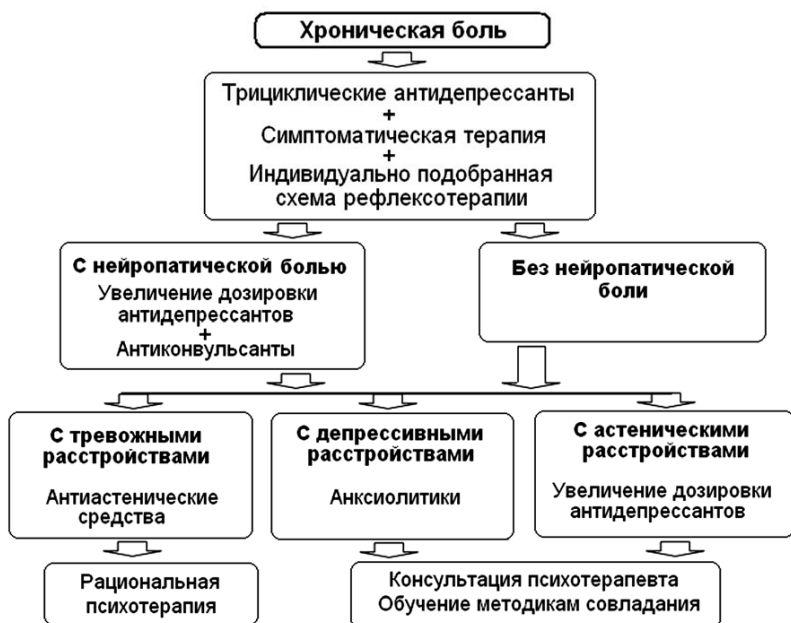 Хроническая боль
Трициклические антидепрессанты
+
Симптоматическая терапия
+
Индивидуально подобранная
схема рефлексотерапии
С нейропатической болью
Увеличение дозировки
антидепрессантов
+
Антиконвульсанты
Без нейропатической
боли
С тревожными
расстройствами
Антиастенические
средства
С депрессивными
расстройствами
Анксиолитики
С астеническими
расстройствами
Увеличение дозировки
антидепрессантов
Рациональная
психотерапия
Консультация психотерапевта
Обучение методикам совладания